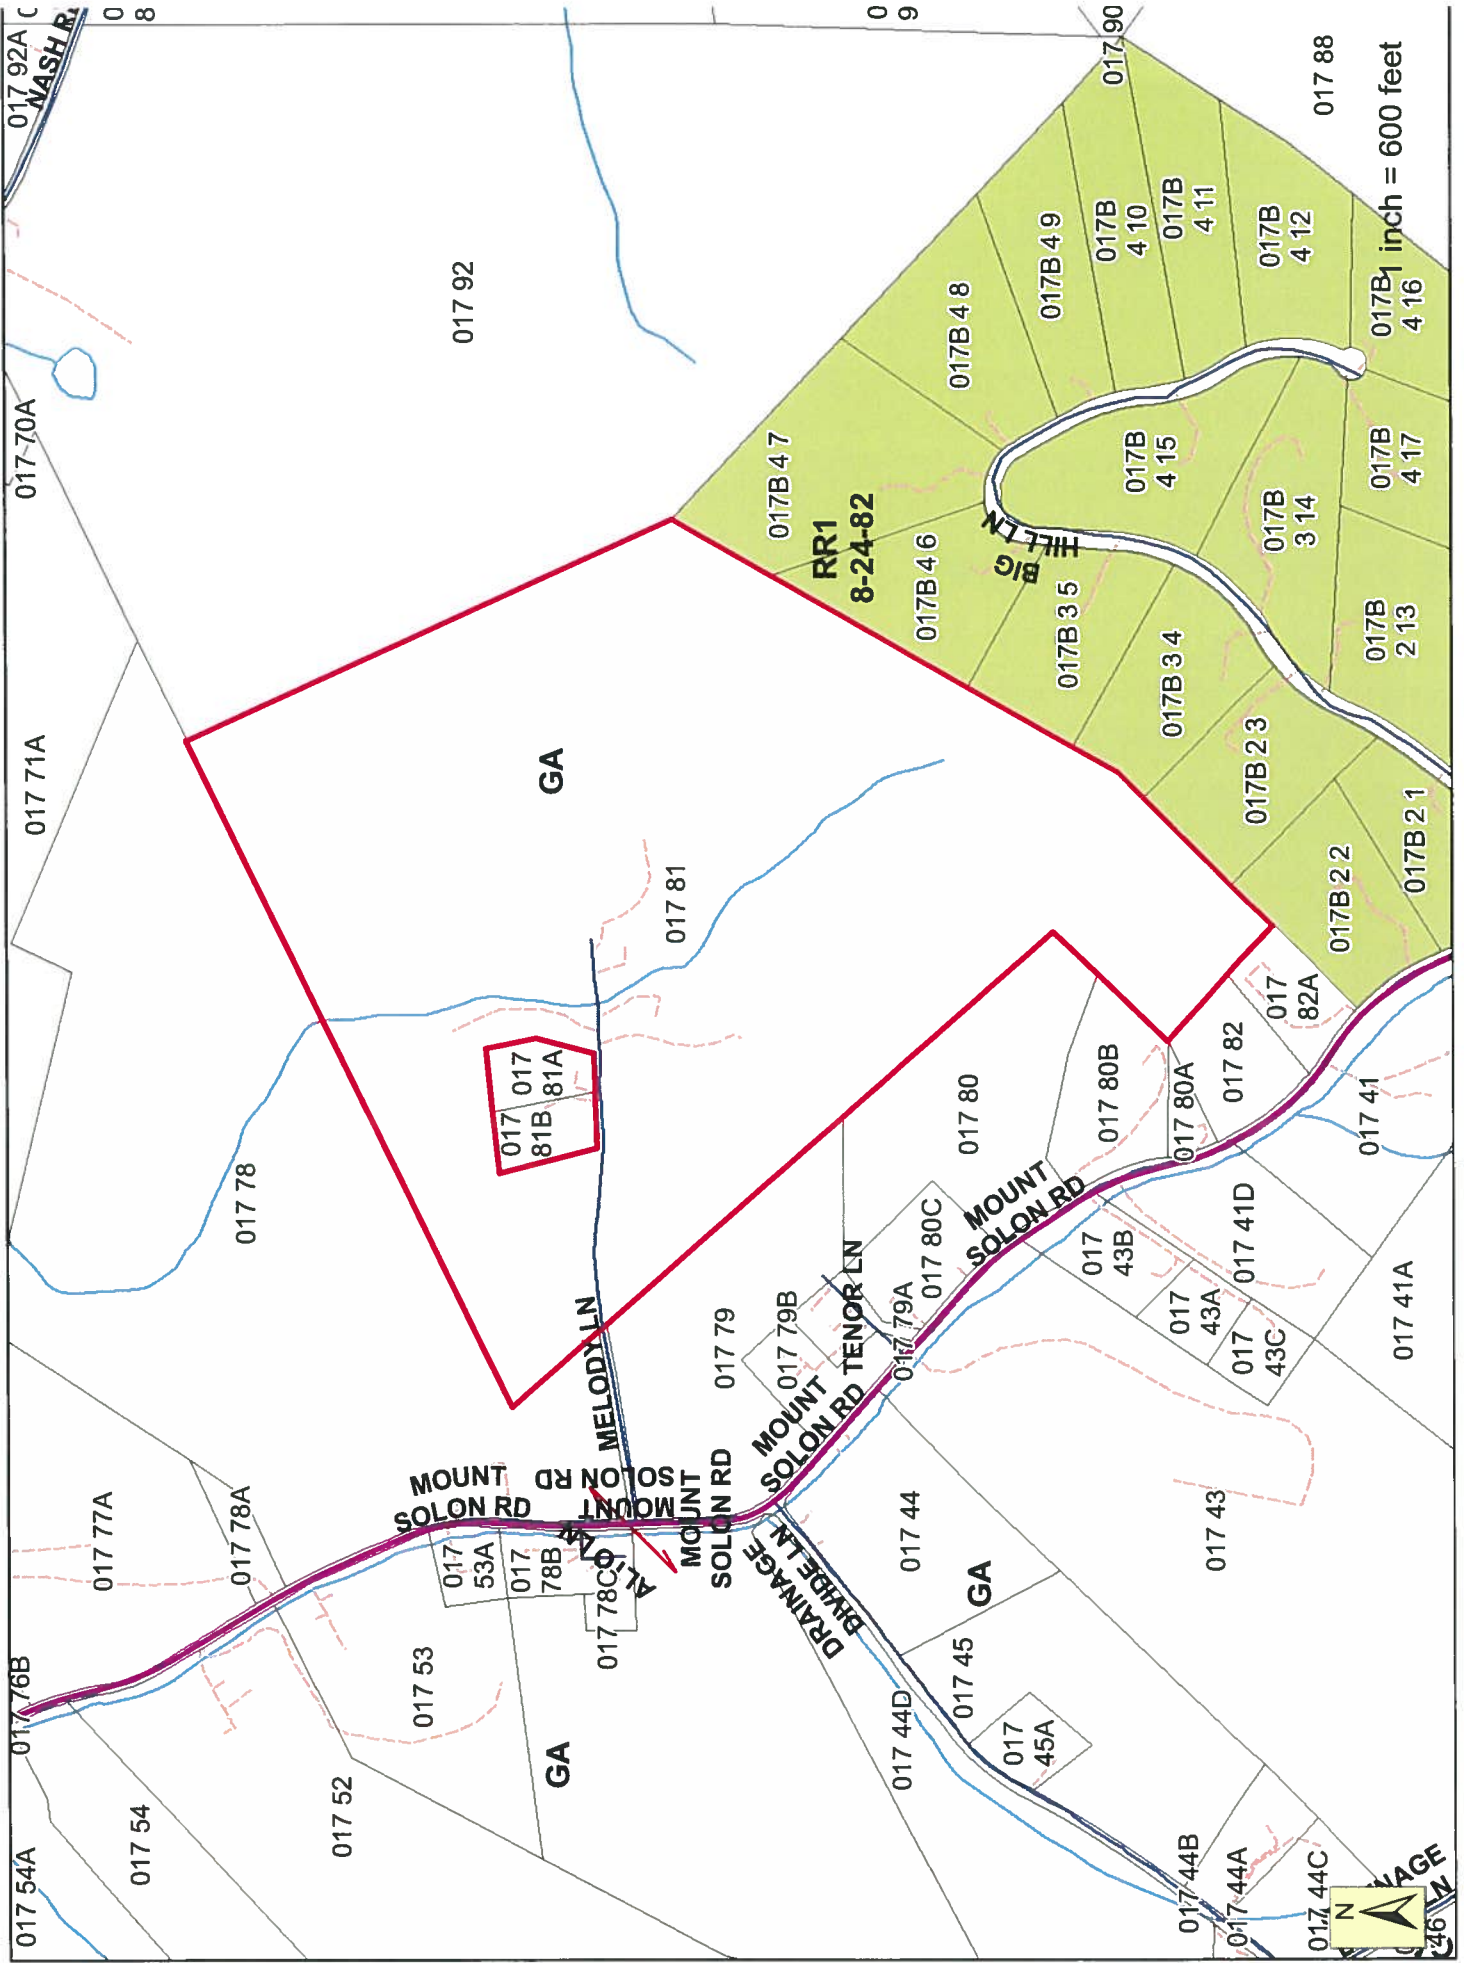 017 54A
017 54
017 52
017 76B
017 77A
017 78A
017 53
017
53A
017
78B
017 78C
ALTO LN
MOUNT
SOLON RD
MOUNT
SOLON RD
MOUNT
SOLON RD
MELODY LN
017 78
017 71A
017 70A
017 92A
NASH RD
017 92
GA
017 81
017
81A
017
81B
GA
DRAINAGE
DIVIDE LN
017 44D
017 45
017
45A
GA
017 44
017 43
017 44B
017 44A
017 44C
N
46
MOUNT
SOLON RD
017 79
017 79B
TENOR LN
017 79A
017 80C
MOUNT
SOLON RD
017 80
017 80B
017 80A
017 82
017
82A
017 41
017 41D
017
43B
017
43A
017
43C
017 41A
RR1
8-24-82
017B 4 7
017B 4 6
017B 3 5
017B 3 4
017B 2 3
017B 2 2
017B 2 1
BIG
HILL LN
017B 4 8
017B 4 9
017B
4 10
017B
4 11
017B
4 12
017B
4 15
017B
3 14
017B
2 13
017B
4 17
017B
4 16
017 90
017 88
1 inch = 600 feet